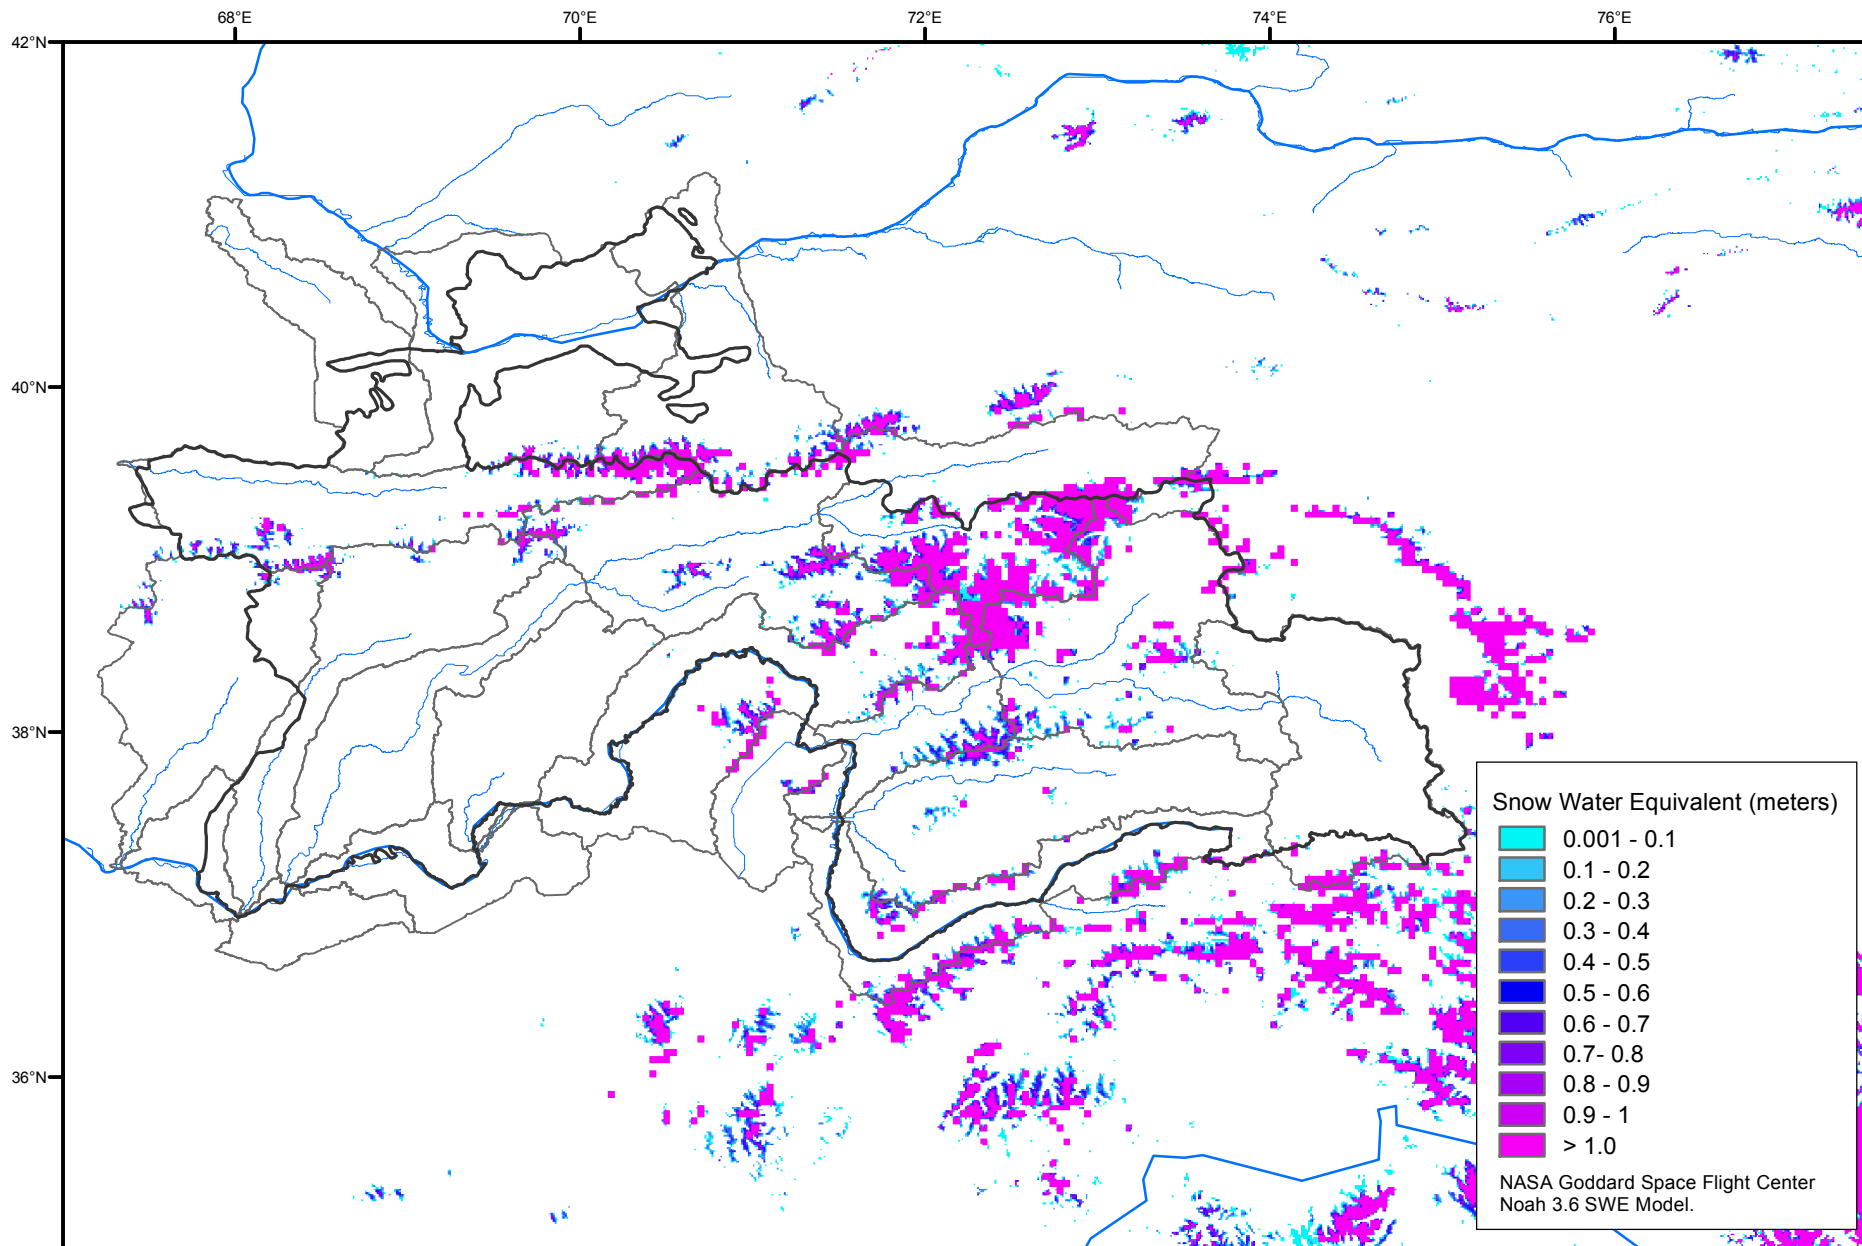 68°E 70°E 72°E 74°E 76°E
42°N
40°N
38°N
36°N
Snow Water Equivalent (meters)
0.001 - 0.1
0.1 - 0.2
0.2 - 0.3
0.3 - 0.4
0.4 - 0.5
0.5 - 0.6
0.6 - 0.7
0.7- 0.8
0.8 - 0.9
0.9 - 1
> 1.0
NASA Goddard Space Flight Center
Noah 3.6 SWE Model.